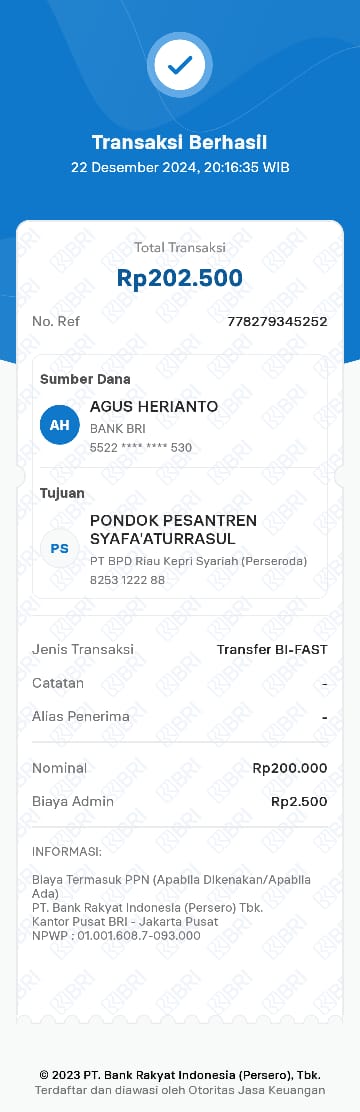 Transaksi Berhasil
22 Desember 2024, 20:16:35 WIB
Total Transaksi
Rp202.500
No. Ref 778279345252
Sumber Dana
AH
AGUS HERIANTO
BANK BRI
5522 **** **** 530
Tujuan
PS
PONDOK PESANTREN
SYAFA'ATURRASUL
PT BPD Riau Kepri Syariah (Perseroda)
8253 1222 88
Jenis Transaksi Transfer BI-FAST
Catatan -
Alias Penerima -
Nominal Rp200.000
Biaya Admin Rp2.500
INFORMASI:
Biaya Termasuk PPN (Apabila Dikenakan/Apabila
Ada)
PT. Bank Rakyat Indonesia (Persero) Tbk.
Kantor Pusat BRI - Jakarta Pusat
NPWP : 01.001.608.7-093.000
© 2023 PT. Bank Rakyat Indonesia (Persero), Tbk.
Terdaftar dan diawasi oleh Otoritas Jasa Keuangan